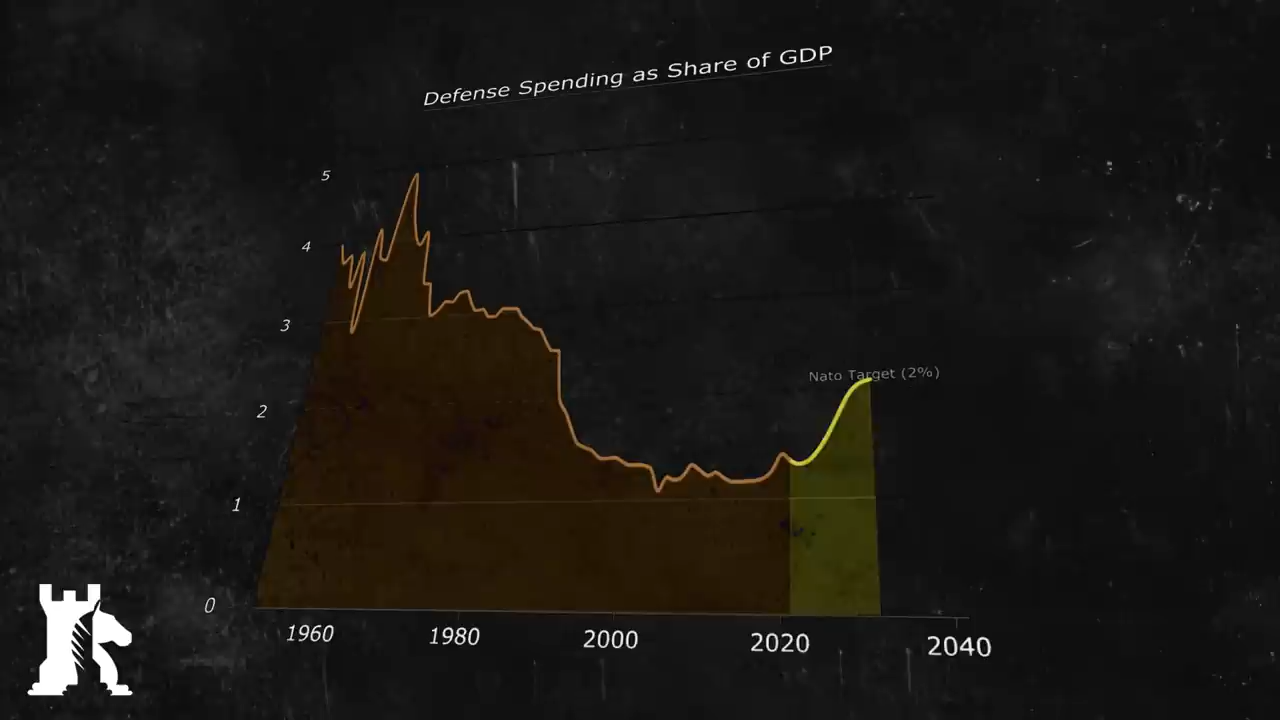 Defense Spending as Share of GDP
5
4
3
Nato Target (2%)
2
1
0
1960 1980 2000 2020 2040